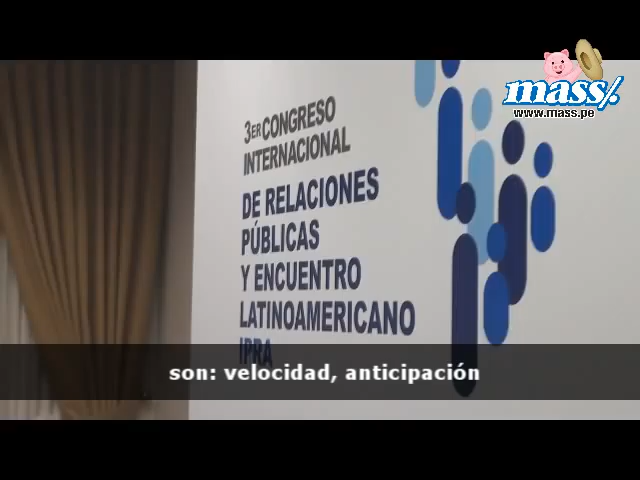 mass%
www.mass.pe
3ER CONGRESO
INTERNACIONAL
DE RELACIONES
PÚBLICAS
Y ENCUENTRO
LATINOAMERICANO
IPRA
son: velocidad, anticipación